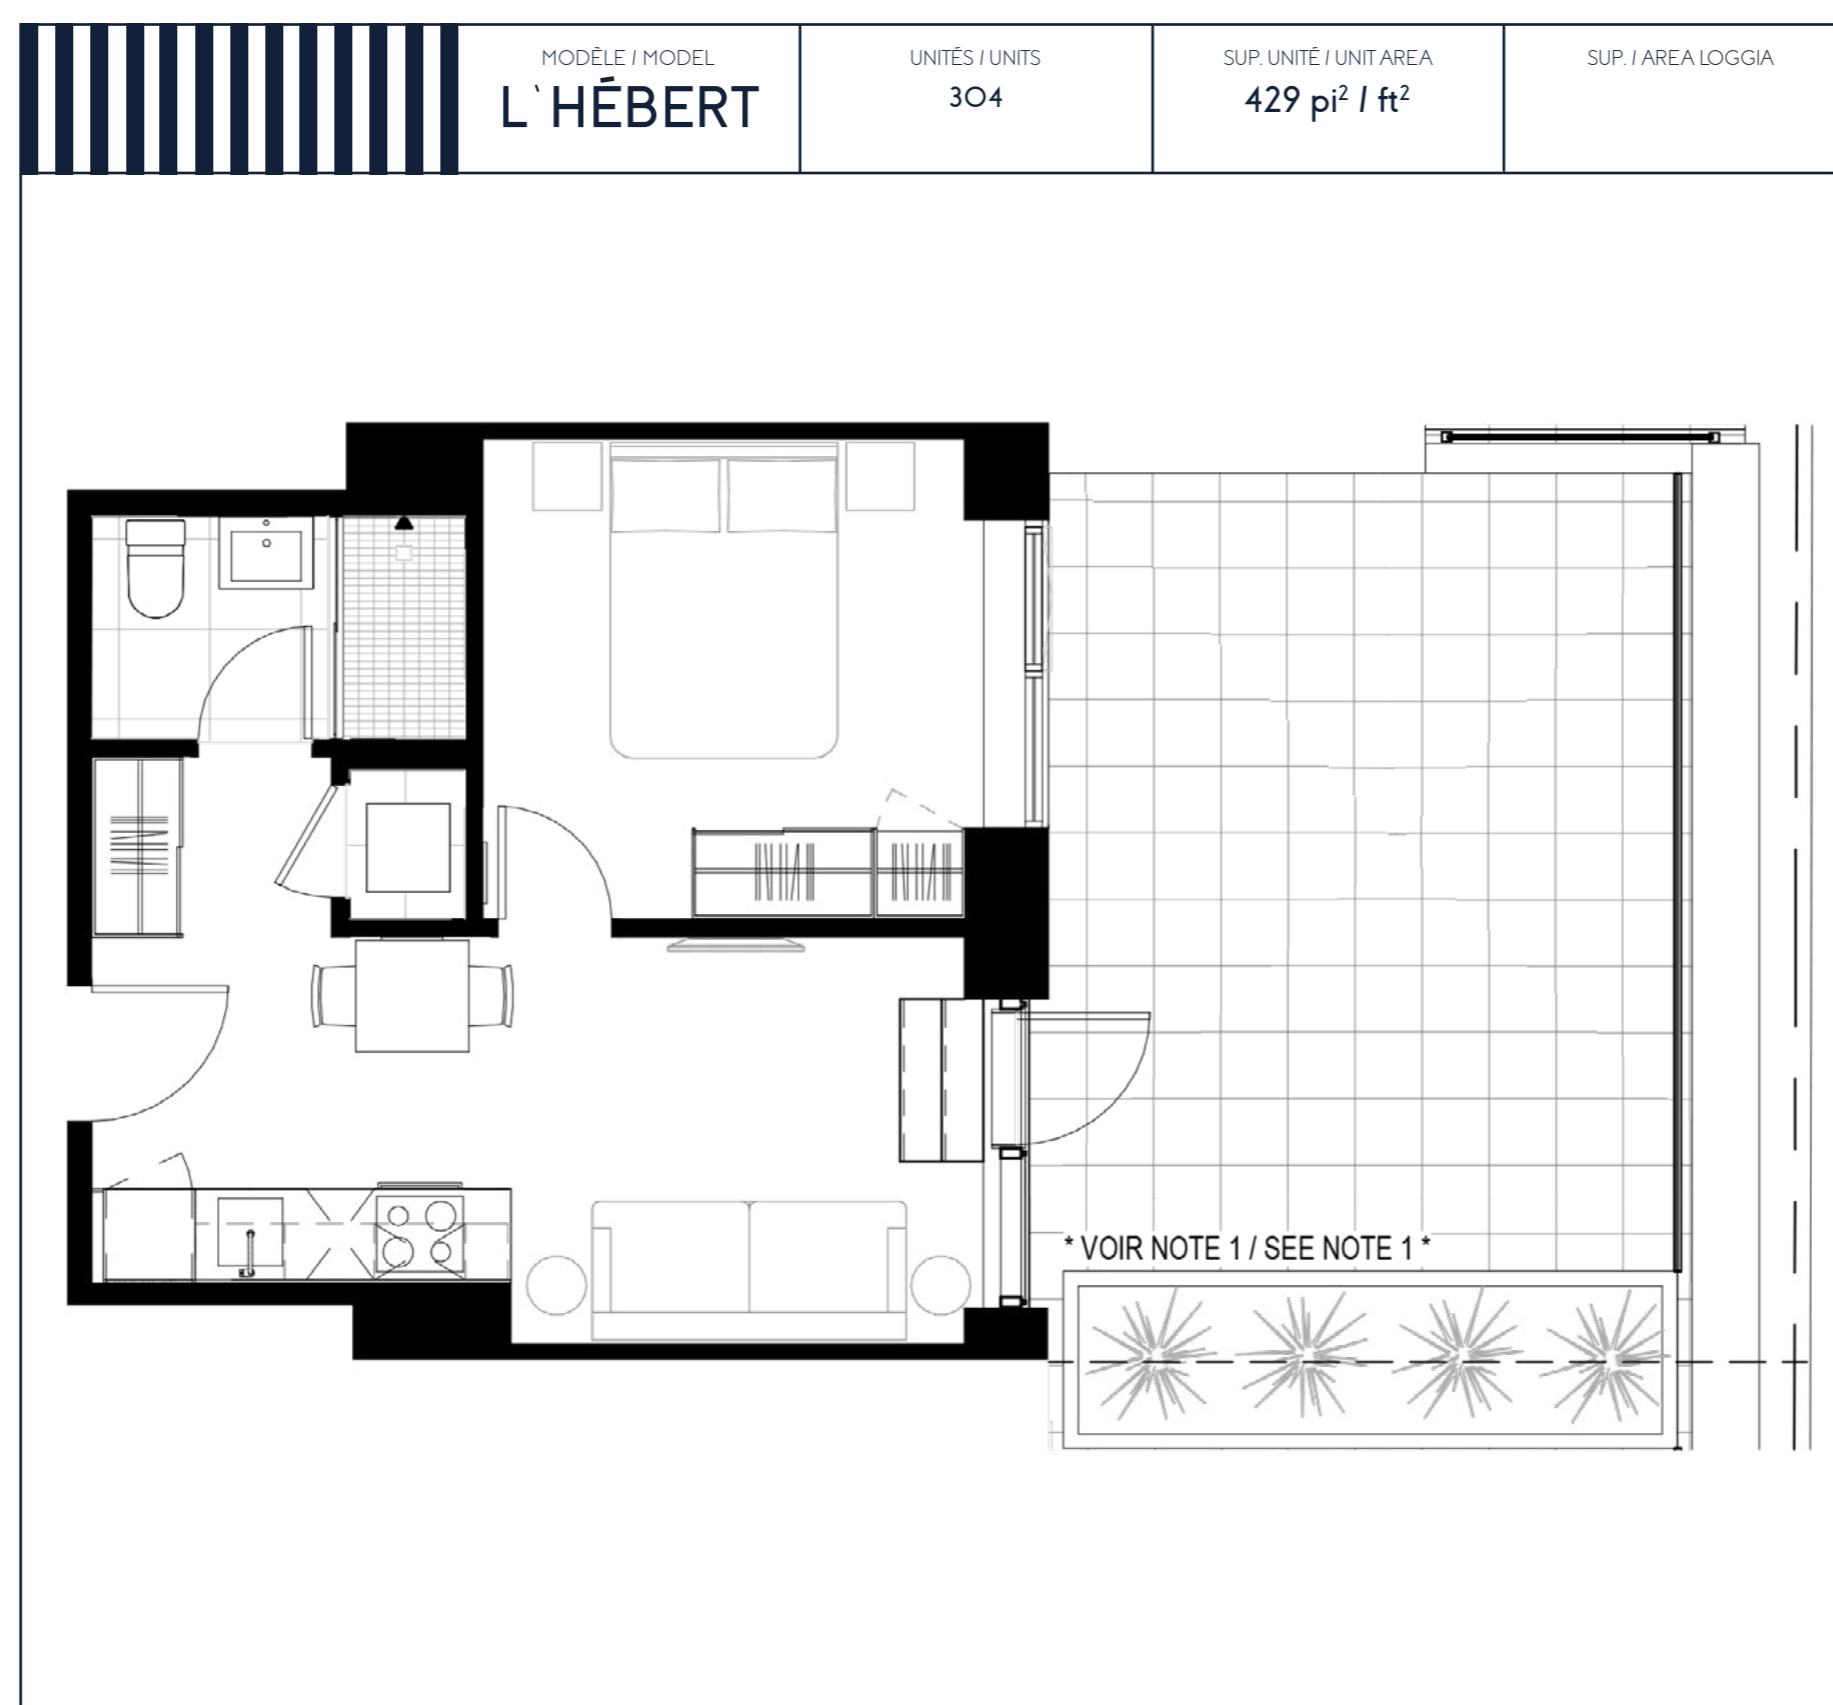 MODÈLE / MODEL
L`HÉBERT
UNITÉS / UNITS
304
SUP. UNITÉ / UNIT AREA
429 pi² / ft²
SUP. / AREA LOGGIA
* VOIR NOTE 1 / SEE NOTE 1 *